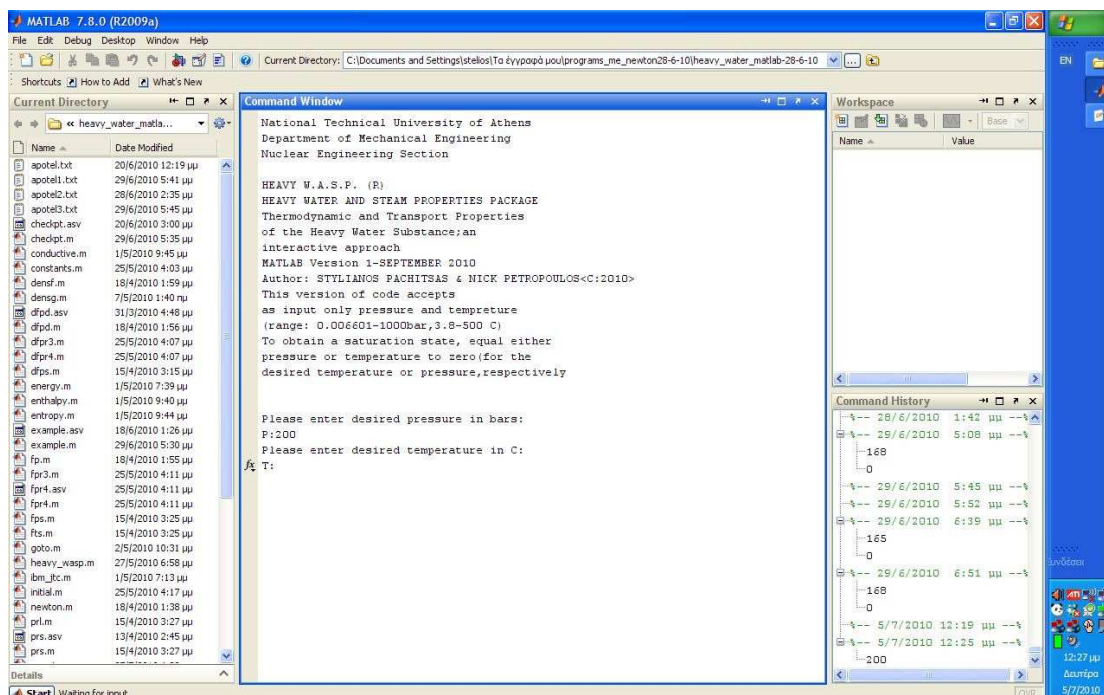 MATLAB 7.8.0 (R2009a)
File Edit Debug Desktop Window Help
Current Directory: C:\Documents and Settings\stelios\Τα έγγραφά μου\programs_me_newton28-6-10\heavy_water_matlab-28-6-10
Shortcuts How to Add What's New
EN
Current Directory
« heavy_water_matla...
Name Date Modified
apotel.txt 20/6/2010 12:19 μμ
apotel1.txt 29/6/2010 5:41 μμ
apotel2.txt 28/6/2010 2:35 μμ
apotel3.txt 29/6/2010 5:45 μμ
checkpt.asv 20/6/2010 3:00 μμ
checkpt.m 29/6/2010 5:35 μμ
conductive.m 1/5/2010 9:45 μμ
constants.m 25/5/2010 4:03 μμ
densf.m 18/4/2010 1:59 μμ
densg.m 7/5/2010 1:40 πμ
dfpd.asv 31/3/2010 4:48 μμ
dfpd.m 18/4/2010 1:56 μμ
dfpr3.m 25/5/2010 4:07 μμ
dfpr4.m 25/5/2010 4:07 μμ
dfps.m 15/4/2010 3:15 μμ
energy.m 1/5/2010 7:39 μμ
enthalpy.m 1/5/2010 9:40 μμ
entropy.m 1/5/2010 9:44 μμ
example.asv 18/6/2010 1:26 μμ
example.m 29/6/2010 5:30 μμ
fp.m 18/4/2010 1:55 μμ
fpr3.m 25/5/2010 4:11 μμ
fpr4.asv 25/5/2010 4:11 μμ
fpr4.m 25/5/2010 4:11 μμ
fps.m 15/4/2010 3:25 μμ
fts.m 15/4/2010 3:25 μμ
goto.m 2/5/2010 10:31 μμ
heavy_wasp.m 27/5/2010 6:58 μμ
ibm_jtc.m 1/5/2010 7:13 μμ
initial.m 25/5/2010 4:17 μμ
newton.m 18/4/2010 1:38 μμ
prl.m 15/4/2010 3:27 μμ
prs.asv 13/4/2010 2:45 μμ
prs.m 15/4/2010 3:27 μμ
Details
Start Waiting for input
Command Window
National Technical University of Athens
Department of Mechanical Engineering
Nuclear Engineering Section
HEAVY W.A.S.P. (R)
HEAVY WATER AND STEAM PROPERTIES PACKAGE
Thermodynamic and Transport Properties
of the Heavy Water Substance;an
interactive approach
MATLAB Version 1-SEPTEMBER 2010
Author: STYLIANOS PACHITSAS & NICK PETROPOULOS<C:2010>
This version of code accepts
as input only pressure and tempreture
(range: 0.006601-1000bar,3.8-500 C)
To obtain a saturation state, equal either
pressure or temperature to zero(for the
desired temperature or pressure,respectively
Please enter desired pressure in bars:
P:200
Please enter desired temperature in C:
fx T:
Workspace
Base
Name Value
Command History
%-- 28/6/2010 1:42 μμ --%
%-- 29/6/2010 5:08 μμ --%
168
0
%-- 29/6/2010 5:45 μμ --%
%-- 29/6/2010 5:52 μμ --%
%-- 29/6/2010 6:39 μμ --%
165
0
%-- 29/6/2010 6:51 μμ --%
168
0
%-- 5/7/2010 12:19 μμ --%
%-- 5/7/2010 12:25 μμ --%
200
OVR
12:27 μμ
Δευτέρα
5/7/2010